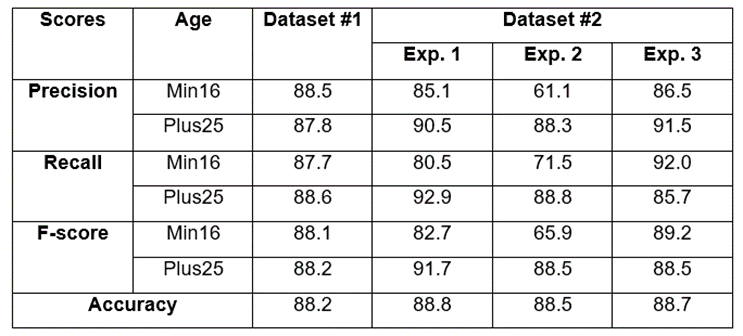 Scores Age Dataset #1 Dataset #2
Exp. 1 Exp. 2 Exp. 3
Precision Min16 88.5 85.1 61.1 86.5
Plus25 87.8 90.5 88.3 91.5
Recall Min16 87.7 80.5 71.5 92.0
Plus25 88.6 92.9 88.8 85.7
F-score Min16 88.1 82.7 65.9 89.2
Plus25 88.2 91.7 88.5 88.5
Accuracy 88.2 88.8 88.5 88.7